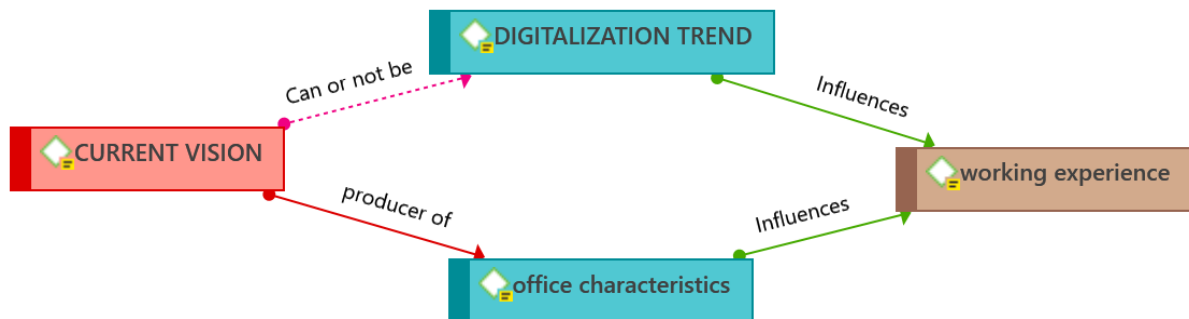 DIGITALIZATION TREND
Can or not be
Influences
CURRENT VISION
working experience
producer of
Influences
office characteristics